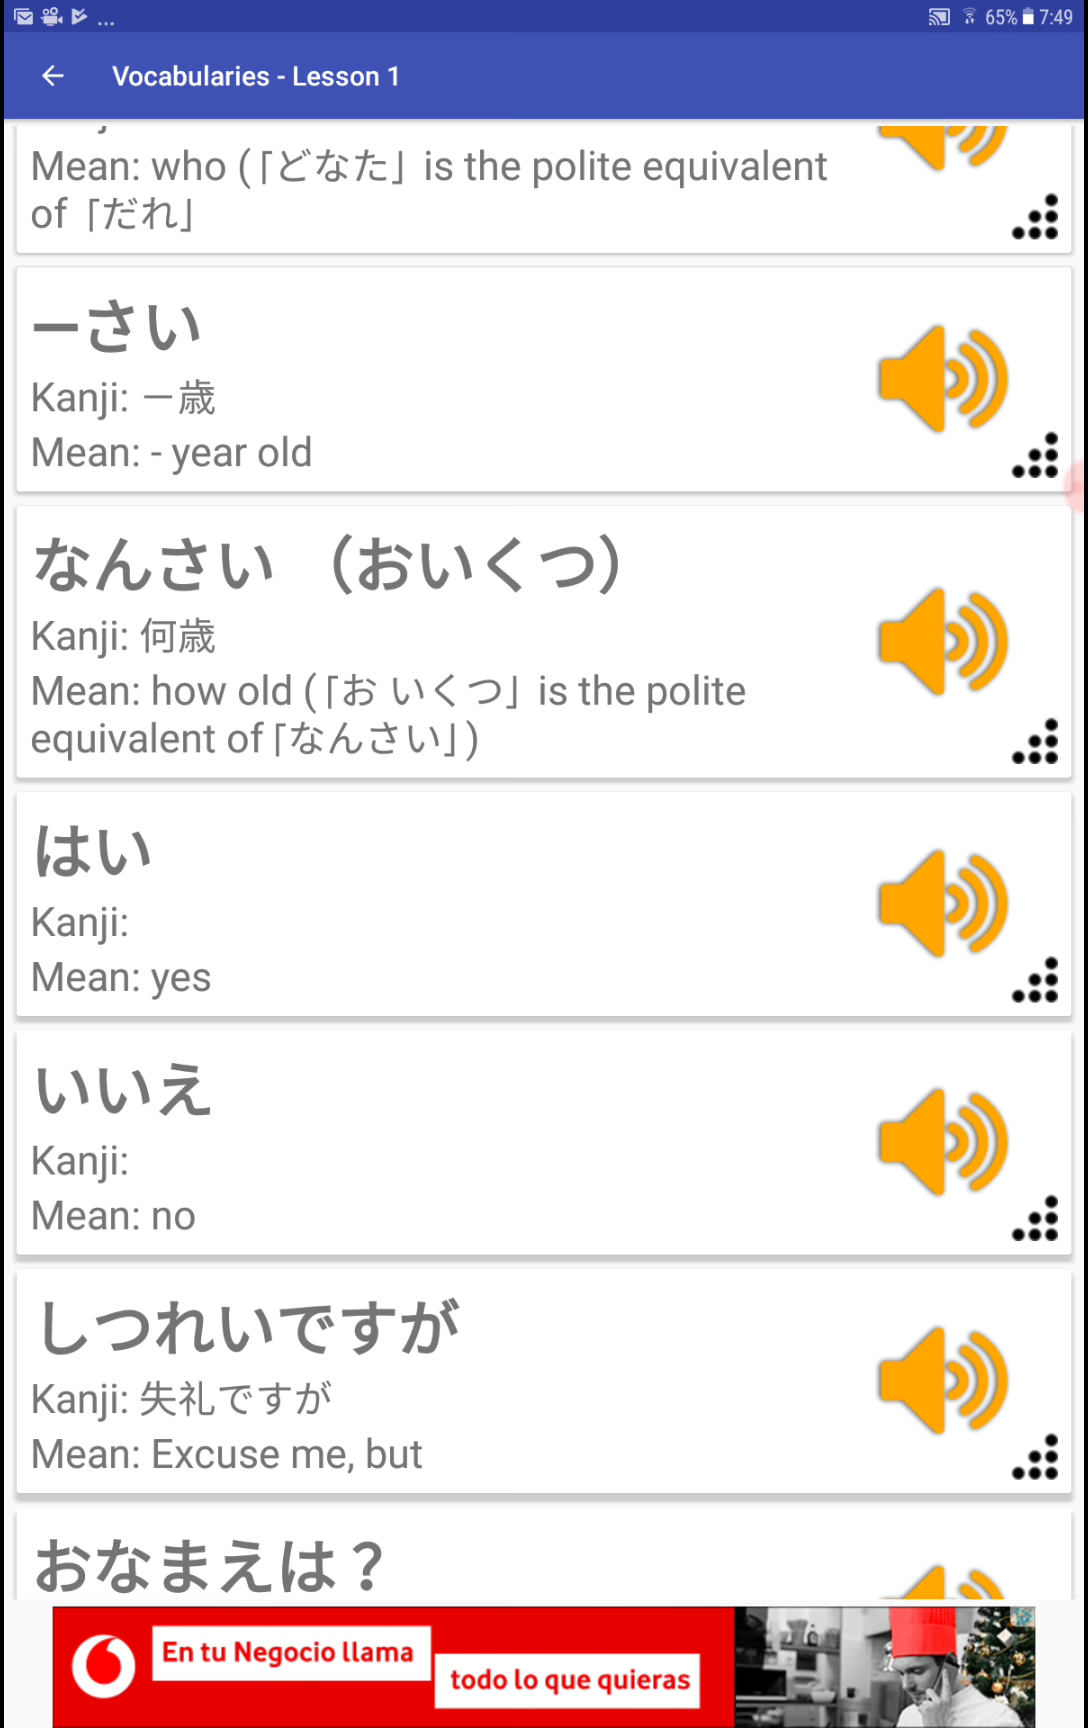 ... 65% 7:49
Vocabularies - Lesson 1
Mean: who (「どなた」 is the polite equivalent
of 「だれ」
ーさい
Kanji: ー歳
Mean: - year old
なんさい （おいくつ）
Kanji: 何歳
Mean: how old (「お いくつ」 is the polite
equivalent of「なんさい」)
はい
Kanji:
Mean: yes
いいえ
Kanji:
Mean: no
しつれいですが
Kanji: 失礼ですが
Mean: Excuse me, but
おなまえは？
En tu Negocio llama
todo lo que quieras